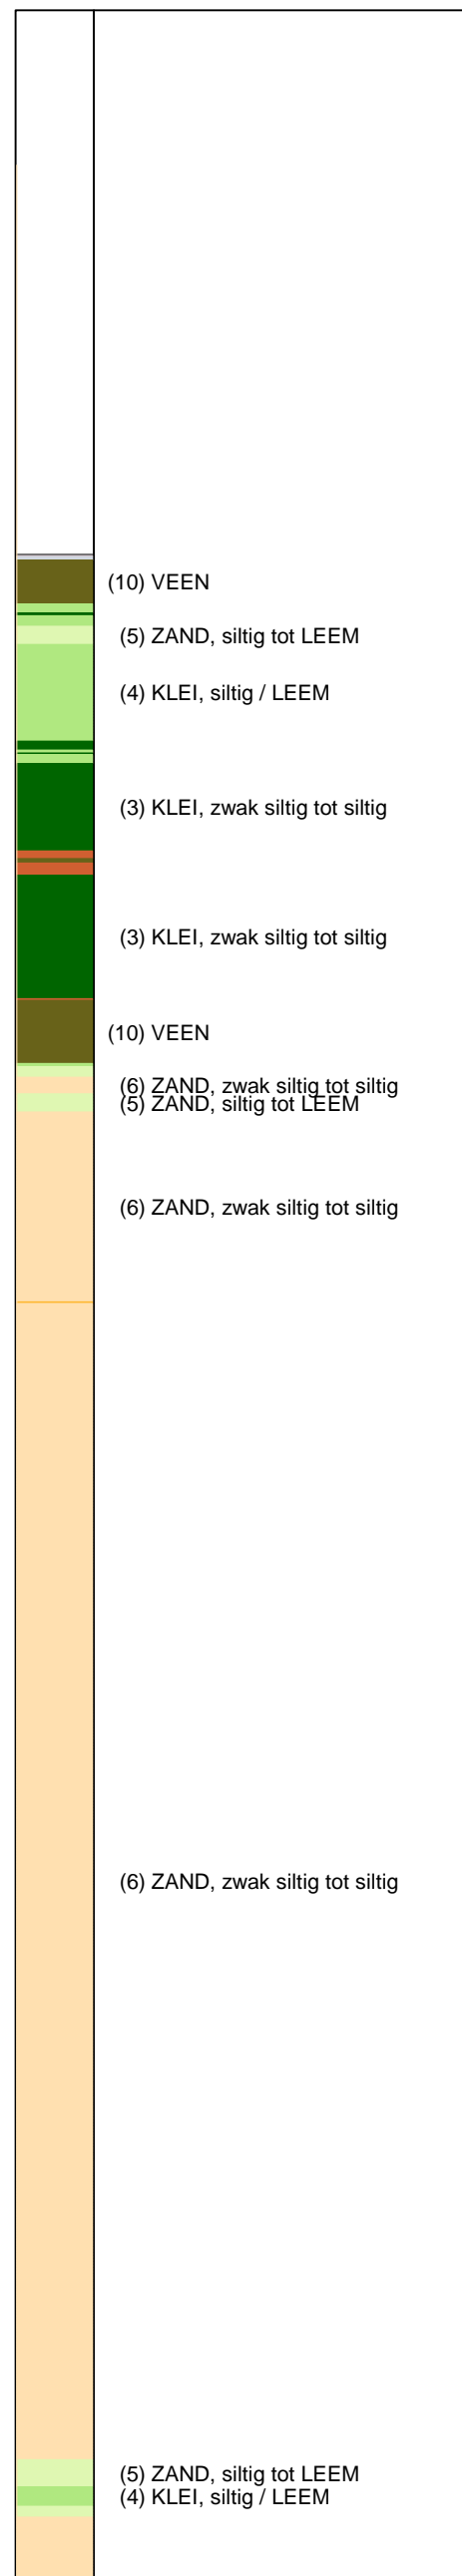 (10) VEEN
(5) ZAND, siltig tot LEEM
(4) KLEI, siltig / LEEM
(3) KLEI, zwak siltig tot siltig
(3) KLEI, zwak siltig tot siltig
(10) VEEN
(6) ZAND, zwak siltig tot siltig
(5) ZAND, siltig tot LEEM
(6) ZAND, zwak siltig tot siltig
(6) ZAND, zwak siltig tot siltig
(5) ZAND, siltig tot LEEM
(4) KLEI, siltig / LEEM